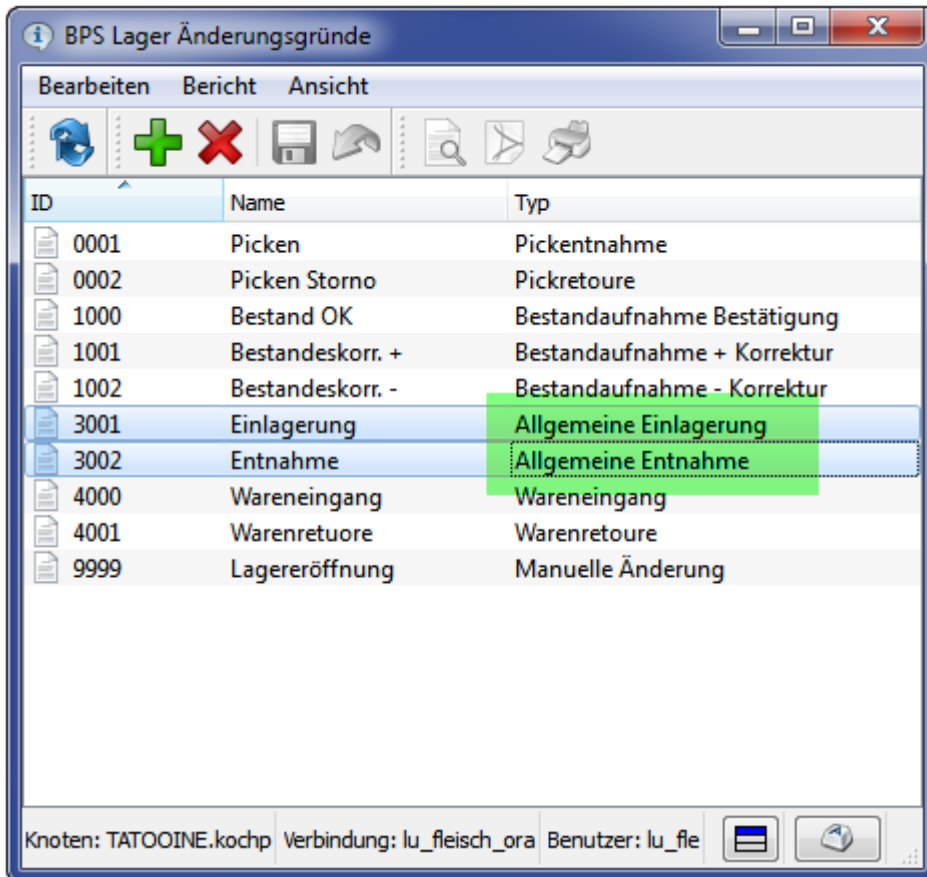 BPS Lager Änderungsgründe
Bearbeiten Bericht Ansicht
ID Name Typ
0001 Picken Pickentnahme
0002 Picken Storno Pickretoure
1000 Bestand OK Bestandaufnahme Bestätigung
1001 Bestandeskorr. + Bestandaufnahme + Korrektur
1002 Bestandeskorr. - Bestandaufnahme - Korrektur
3001 Einlagerung Allgemeine Einlagerung
3002 Entnahme Allgemeine Entnahme
4000 Wareneingang Wareneingang
4001 Warenretuore Warenretoure
9999 Lagereröffnung Manuelle Änderung
Knoten: TATOOINE.kochp Verbindung: lu_fleisch_ora Benutzer: lu_fle